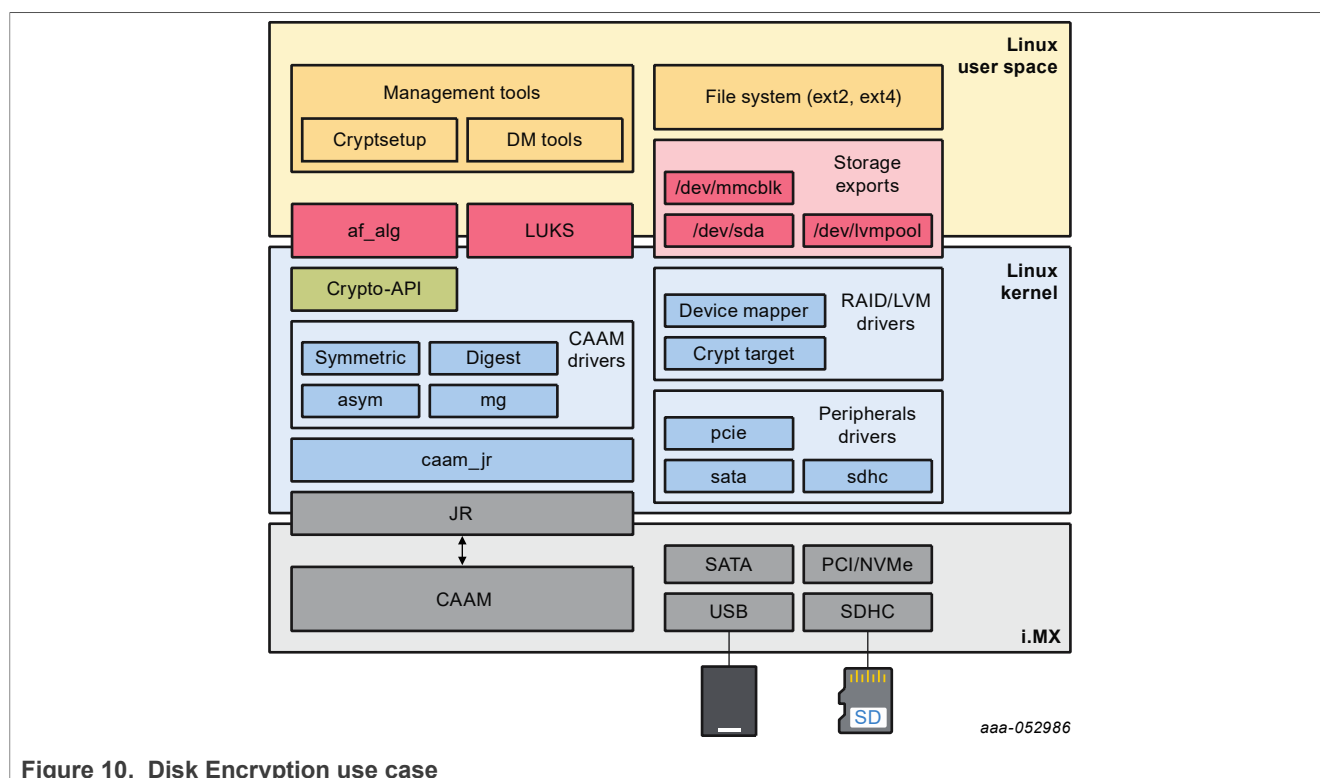 Linux
user space
Management tools
Cryptsetup
DM tools
File system (ext2, ext4)
Storage
exports
/dev/mmcblk
/dev/sda
/dev/lvmpool
af_alg
LUKS
Linux
kernel
Crypto-API
CAAM
drivers
Symmetric
Digest
asym
mg
caam_jr
RAID/LVM
drivers
Device mapper
Crypt target
Peripherals
drivers
pcie
sata
sdhc
JR
CAAM
SATA
PCI/NVMe
USB
SDHC
i.MX
SD
aaa-052986
Figure 10. Disk Encryption use case